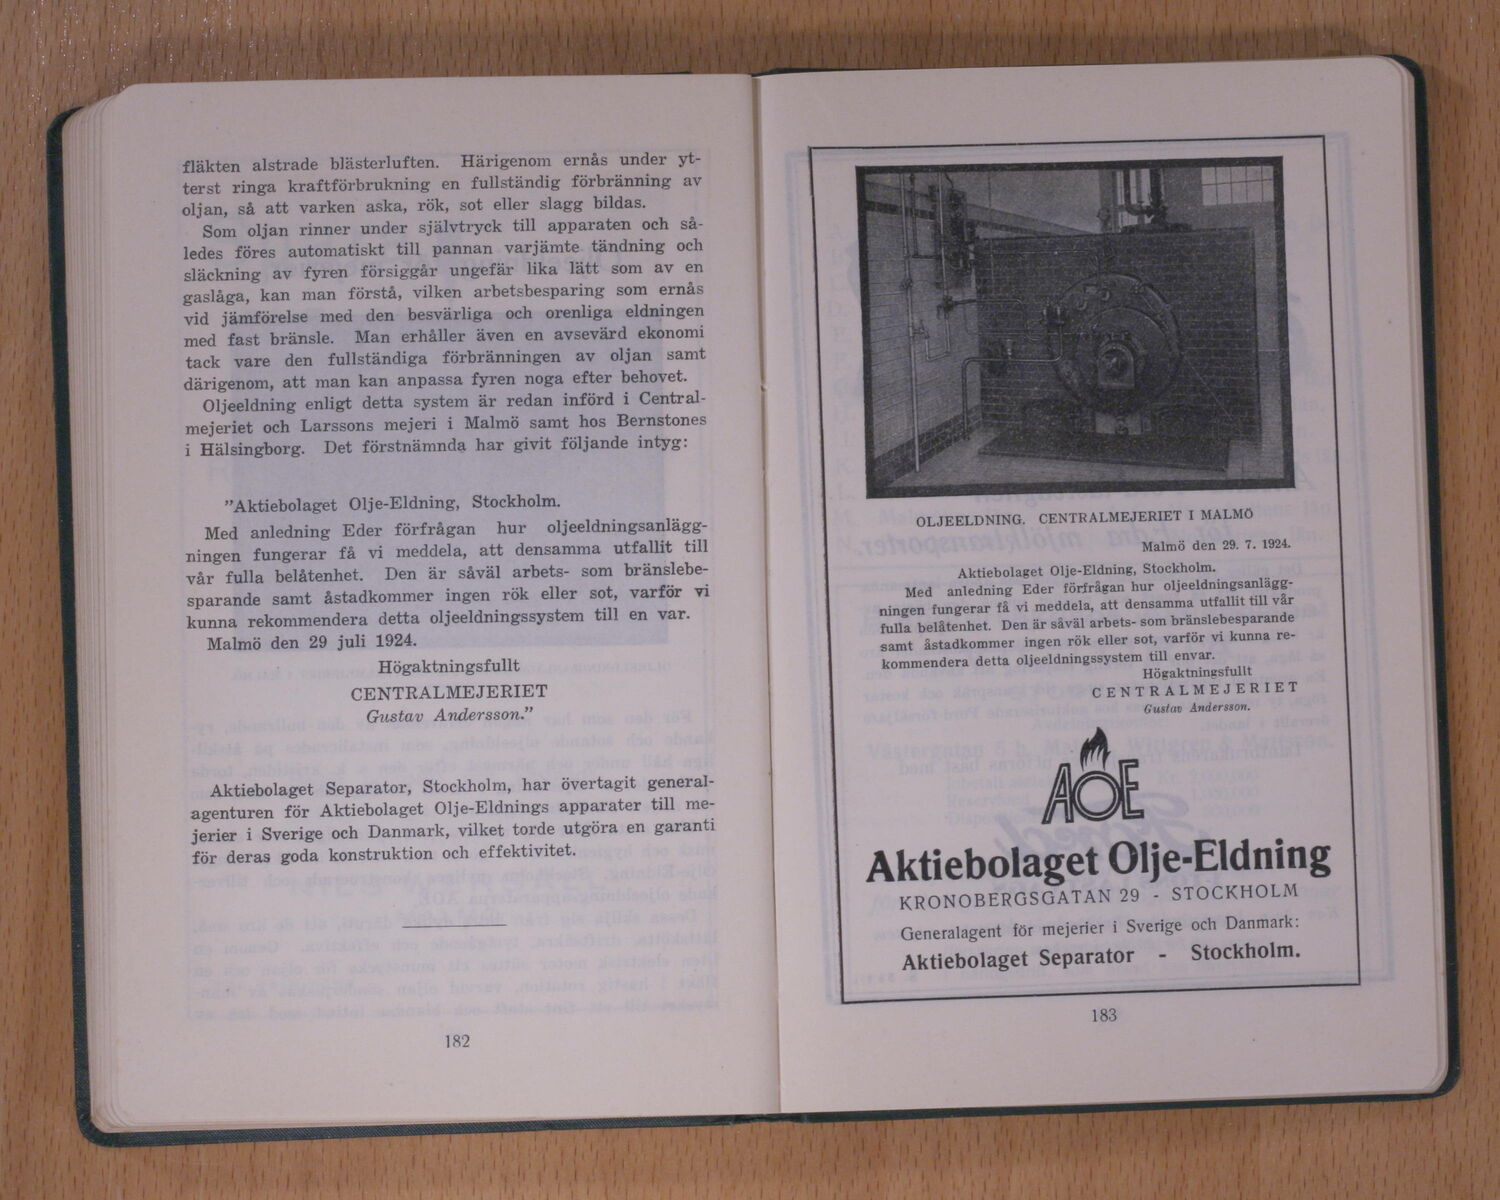 fläkten alstrade blästerluften. Härigenom ernås under yt-
terst ringa kraftförbrukning en fullständig förbränning av
oljan, så att varken aska, rök, sot eller slagg bildas.
Som oljan rinner under självtryck till apparaten och så-
ledes föres automatiskt till pannan varjämte tändning och
släckning av fyren försiggår ungefär lika lätt som av en
gaslåga, kan man förstå, vilken arbetsbesparing som ernås
vid jämförelse med den besvärliga och orenliga eldningen
med fast bränsle. Man erhåller även en avsevärd ekonomi
tack vare den fullständiga förbränningen av oljan samt
därigenom, att man kan anpassa fyren noga efter behovet.
Oljeeldning enligt detta system är redan införd i Central-
mejeriet och Larssons mejeri i Malmö samt hos Bernstones
i Hälsingborg. Det förstnämnda har givit följande intyg:
”Aktiebolaget Olje-Eldning, Stockholm.
Med anledning Eder förfrågan hur oljeeldningsanlägg-
ningen fungerar få vi meddela, att densamma utfallit till
vår fulla belåtenhet. Den är såväl arbets- som bränslebe-
sparande samt åstadkommer ingen rök eller sot, varför vi
kunna rekommendera detta oljeeldningssystem till en var.
Malmö den 29 juli 1924.
Högaktningsfullt
CENTRALMEJERIET
Gustav Andersson.”
Aktiebolaget Separator, Stockholm, har övertagit general-
agenturen för Aktiebolaget Olje-Eldnings apparater till me-
jerier i Sverige och Danmark, vilket torde utgöra en garanti
för deras goda konstruktion och effektivitet.
182
OLJEELDNING. CENTRALMEJERIET I MALMÖ
Malmö den 29. 7. 1924.
Aktiebolaget Olje-Eldning, Stockholm.
Med anledning Eder förfrågan hur oljeeldningsanlägg-
ningen fungerar få vi meddela, att densamma utfallit till vår
fulla belåtenhet. Den är såväl arbets- som bränslebesparande
samt åstadkommer ingen rök eller sot, varför vi kunna re-
kommendera detta oljeeldningssystem till envar.
Högaktningsfullt
CENTRALMEJERIET
Gustav Andersson.
AOE
Aktiebolaget Olje-Eldning
KRONOBERGSGATAN 29 - STOCKHOLM
Generalagent för mejerier i Sverige och Danmark:
Aktiebolaget Separator - Stockholm.
183